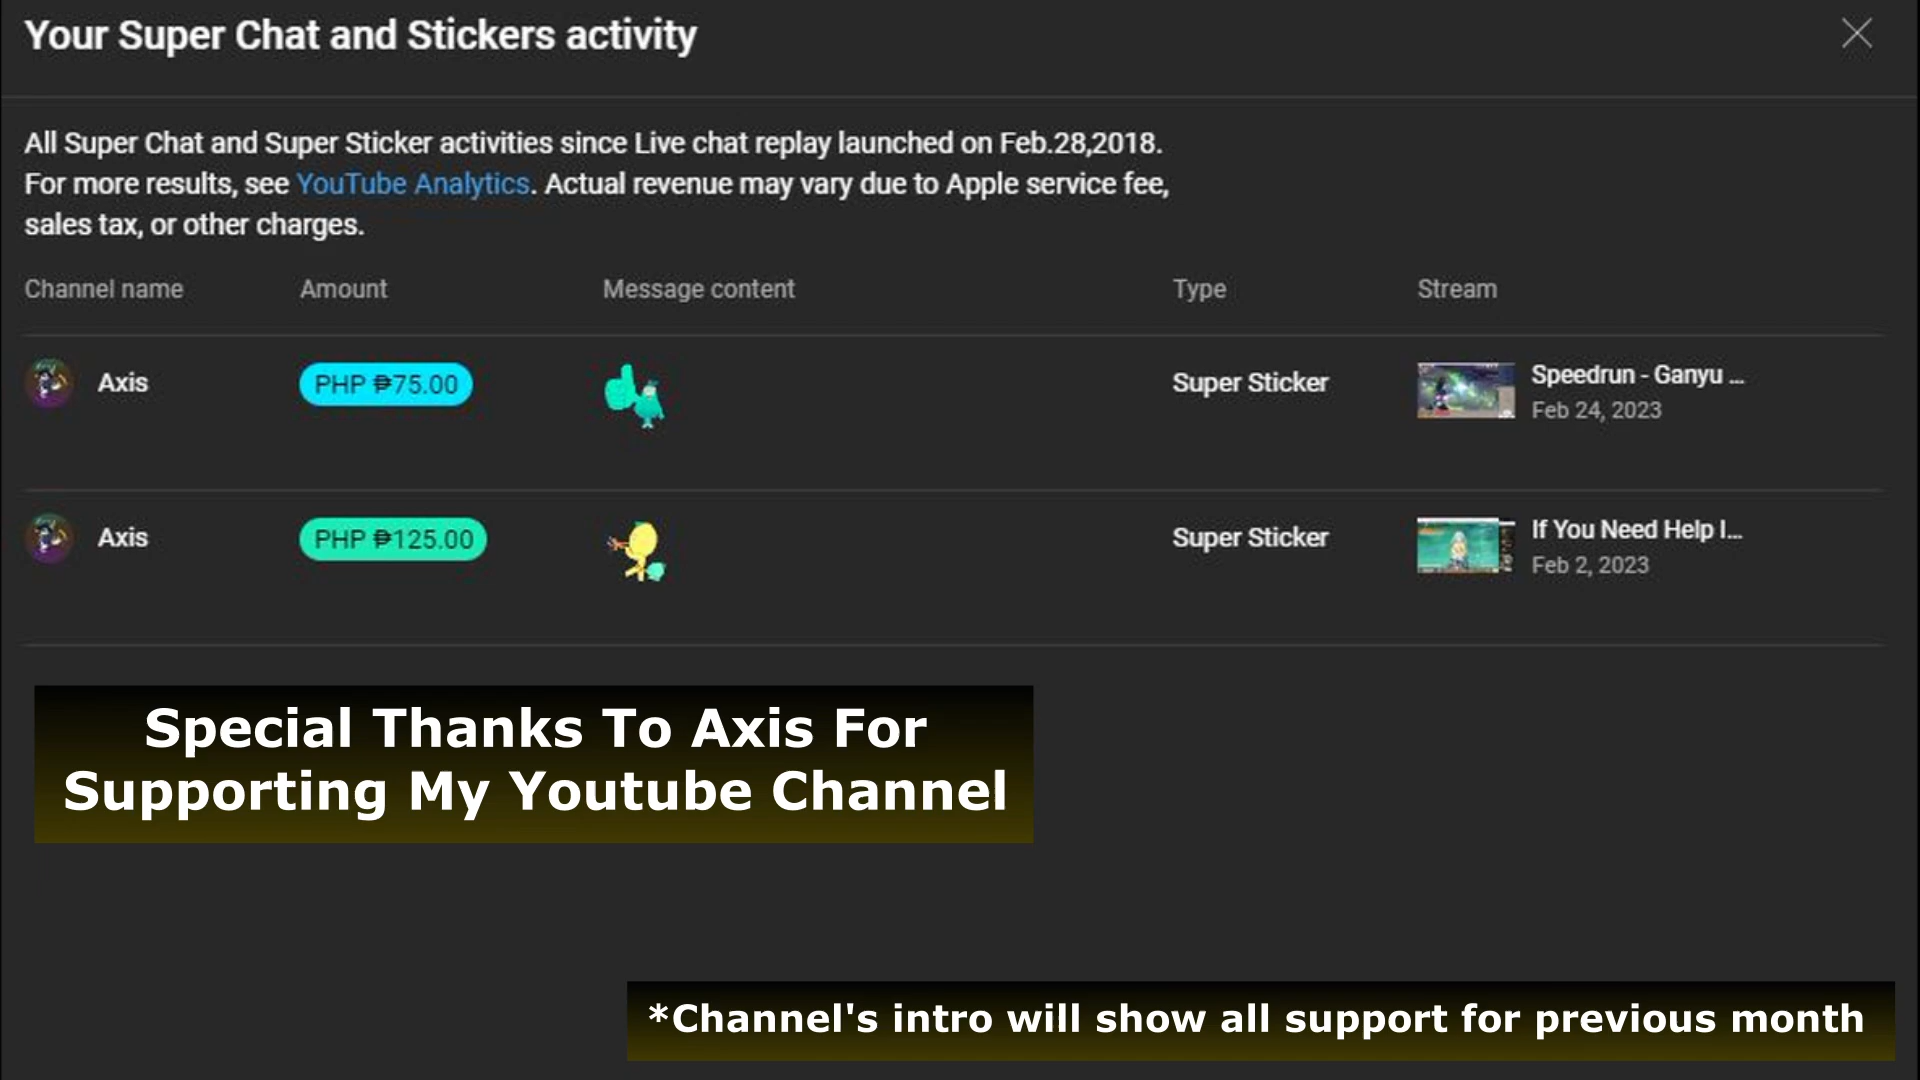 Your Super Chat and Stickers activity
All Super Chat and Super Sticker activities since Live chat replay launched on Feb.28,2018.
For more results, see YouTube Analytics. Actual revenue may vary due to Apple service fee,
sales tax, or other charges.
Channel name Amount Message content Type Stream
Axis PHP ₱75.00 Super Sticker Speedrun - Ganyu ...
Feb 24, 2023
Axis PHP ₱125.00 Super Sticker If You Need Help I...
Feb 2, 2023
Special Thanks To Axis For
Supporting My Youtube Channel
*Channel's intro will show all support for previous month